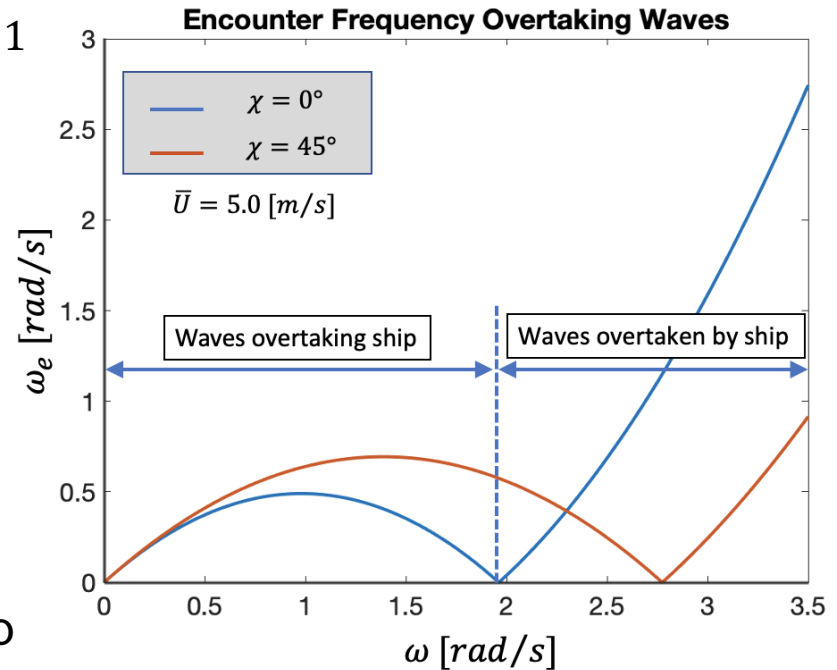 Encounter Frequency Overtaking Waves
1
3
χ = 0°
χ = 45°
2.5
Ū = 5.0 [m/s]
2
1.5
Waves overtaking ship
Waves overtaken by ship
1
0.5
0
ωₑ [rad/s]
0 0.5 1 1.5 2 2.5 3 3.5
ω [rad/s]